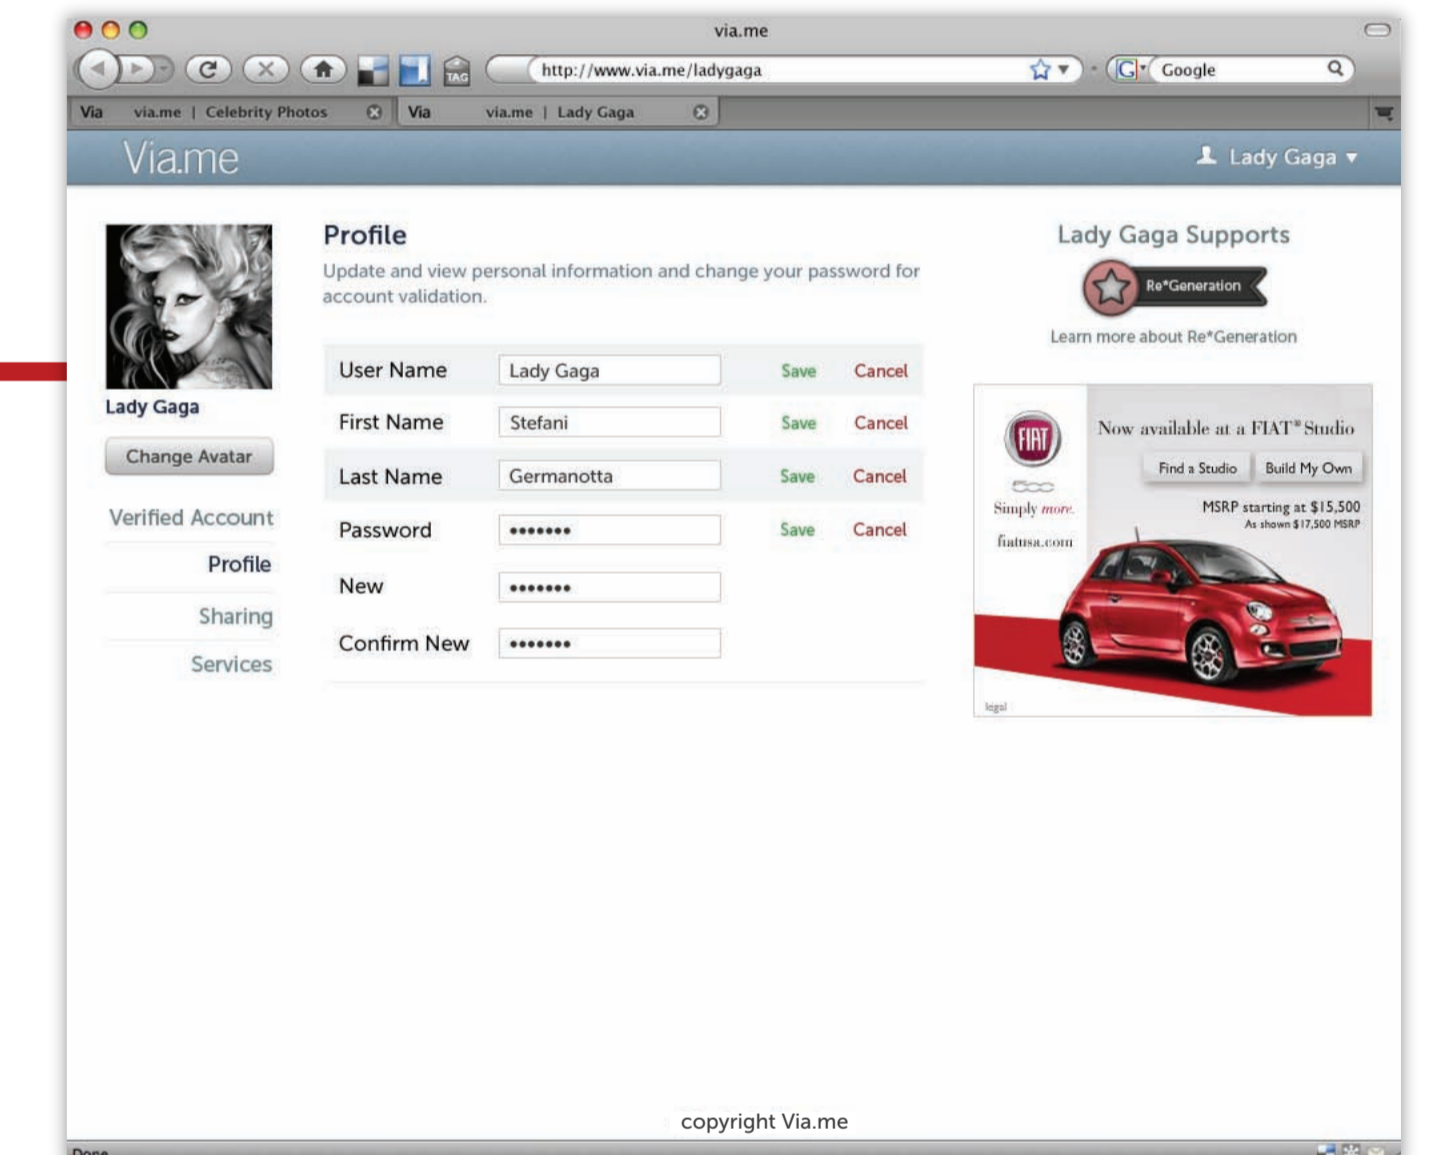 via.me
TAG
http://www.via.me/ladygaga
G
Google
Via via.me | Celebrity Photos
Via via.me | Lady Gaga
Via.me
Lady Gaga
Lady Gaga
Change Avatar
Verified Account
Profile
Sharing
Services
Profile
Update and view personal information and change your password for
account validation.
User Name Lady Gaga Save Cancel
First Name Stefani Save Cancel
Last Name Germanotta Save Cancel
Password ••••••• Save Cancel
New •••••••
Confirm New •••••••
Lady Gaga Supports
Re*Generation
Learn more about Re*Generation
FIAT
500
Simply more.
fiatusa.com
Now available at a FIAT® Studio
Find a Studio Build My Own
MSRP starting at $15,500
As shown $17,500 MSRP
legal
copyright Via.me
Done